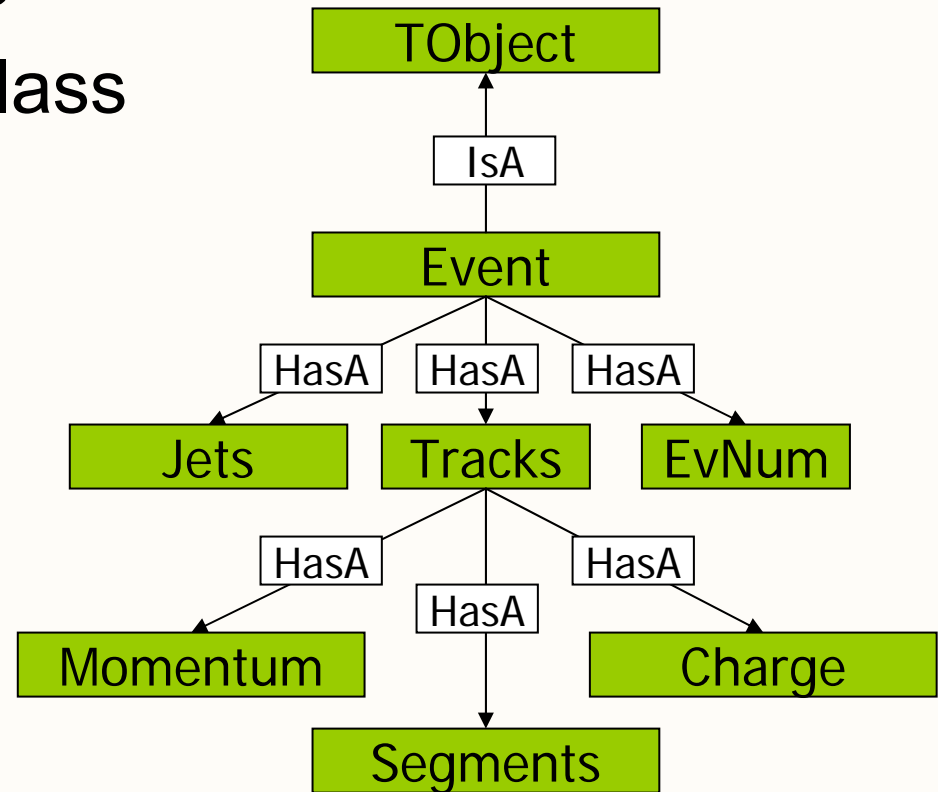 TObject
lass
IsA
Event
HasA HasA HasA
Jets Tracks EvNum
HasA HasA
HasA
Momentum Charge
Segments